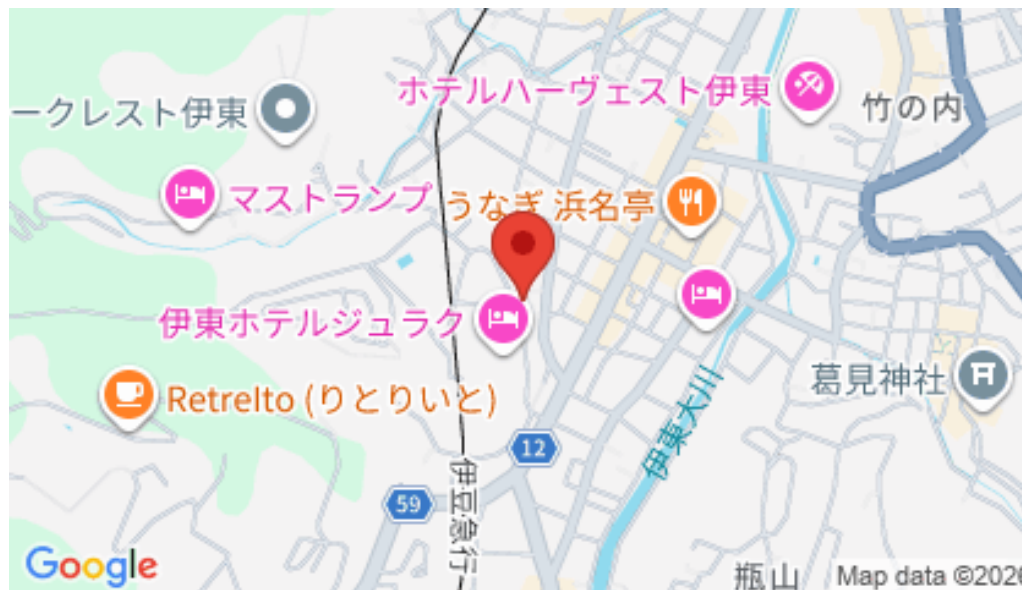 ホテルハーヴェスト伊東
竹の内
ークレスト伊東
マストランプ
うなぎ 浜名亭
伊東ホテルジュラク
葛見神社
Retrelto (りとりいと)
伊東大川
12
59
伊豆急行
Google
瓶山
Map data ©2026